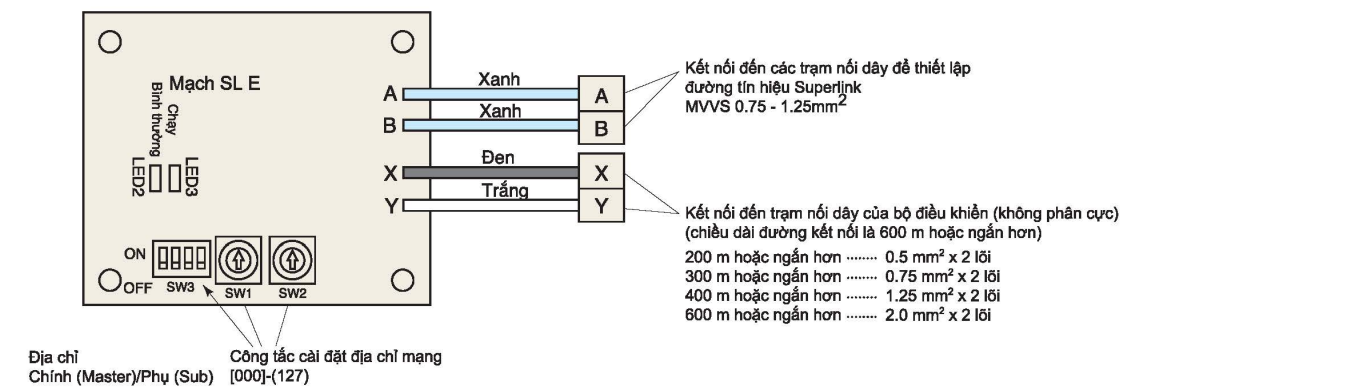 Mạch SL E
Bình thường
Chạy
LED2
LED3
A
Xanh
A
B
Xanh
B
X
Đen
X
Y
Trắng
Y
Kết nối đến các trạm nối dây để thiết lập
đường tín hiệu Superlink
MVVS 0.75 - 1.25mm²
Kết nối đến trạm nối dây của bộ điều khiển (không phân cực)
(chiều dài đường kết nối là 600 m hoặc ngắn hơn)
200 m hoặc ngắn hơn ........ 0.5 mm² x 2 lõi
300 m hoặc ngắn hơn ........ 0.75 mm² x 2 lõi
400 m hoặc ngắn hơn ........ 1.25 mm² x 2 lõi
600 m hoặc ngắn hơn ........ 2.0 mm² x 2 lõi
ON
OFF
SW3
SW1
SW2
Địa chỉ
Chính (Master)/Phụ (Sub)
Công tắc cài đặt địa chỉ mạng
[000]-(127)